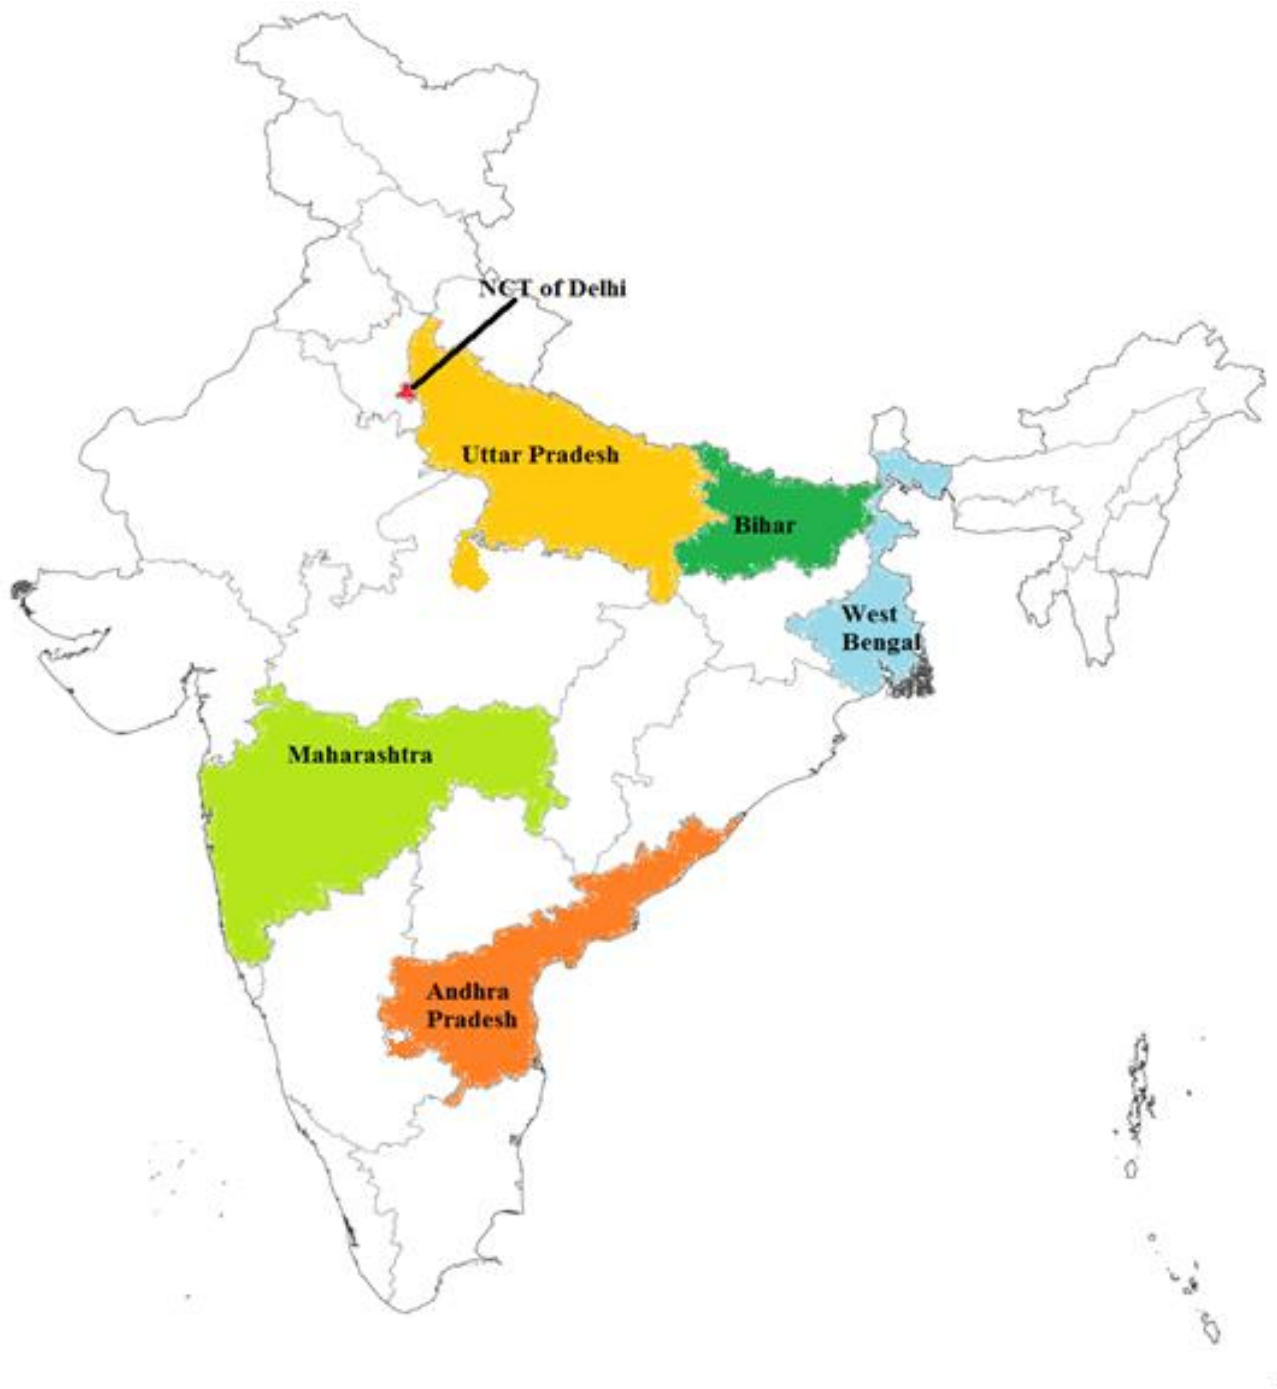 NCT of Delhi
Uttar Pradesh
Bihar
West
Bengal
Maharashtra
Andhra
Pradesh